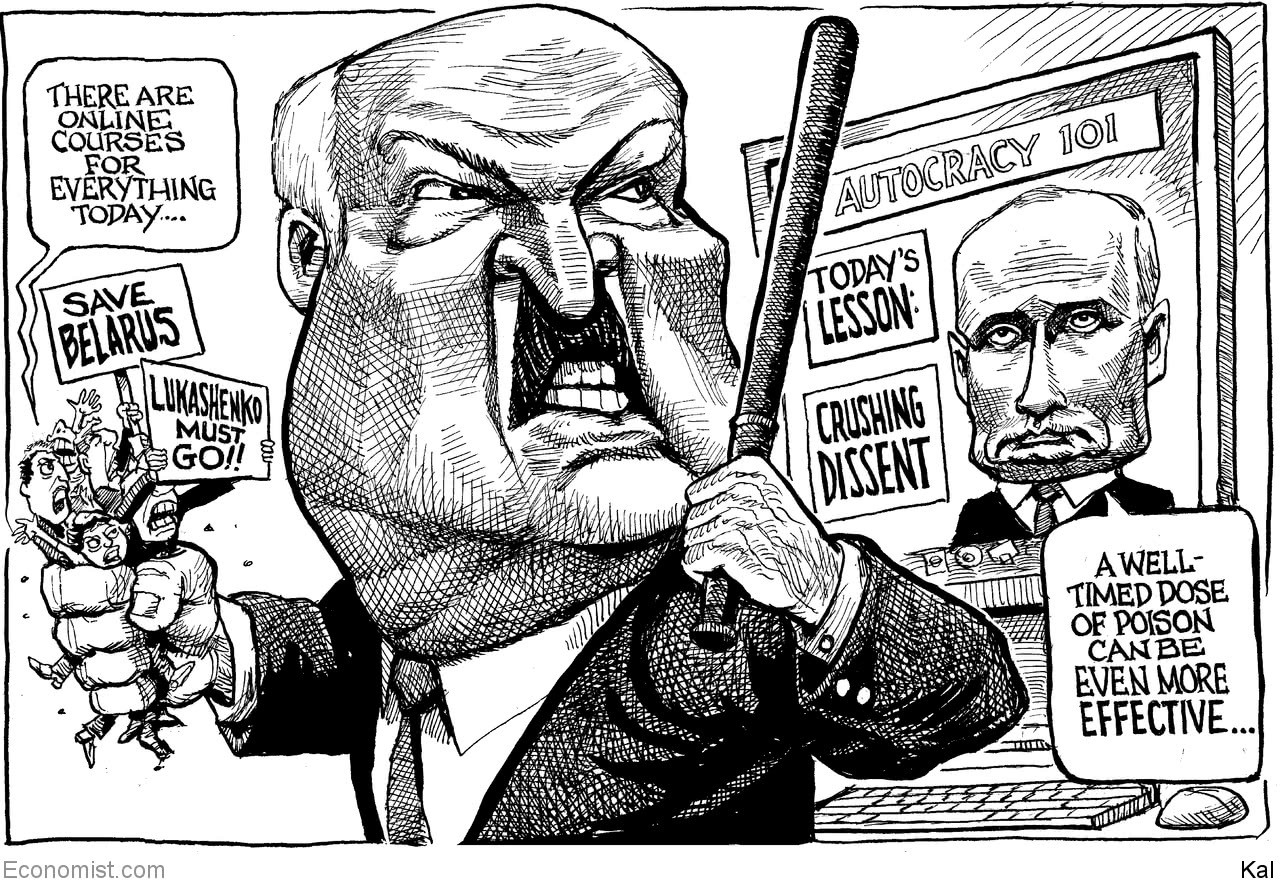 THERE ARE
ONLINE
COURSES
FOR
EVERYTHING
TODAY....
SAVE
BELARUS
LUKASHENKO
MUST
GO!!
AUTOCRACY 101
TODAY'S
LESSON:
CRUSHING
DISSENT
A WELL-
TIMED DOSE
OF POISON
CAN BE
EVEN MORE
EFFECTIVE...
Economist.com
Kal